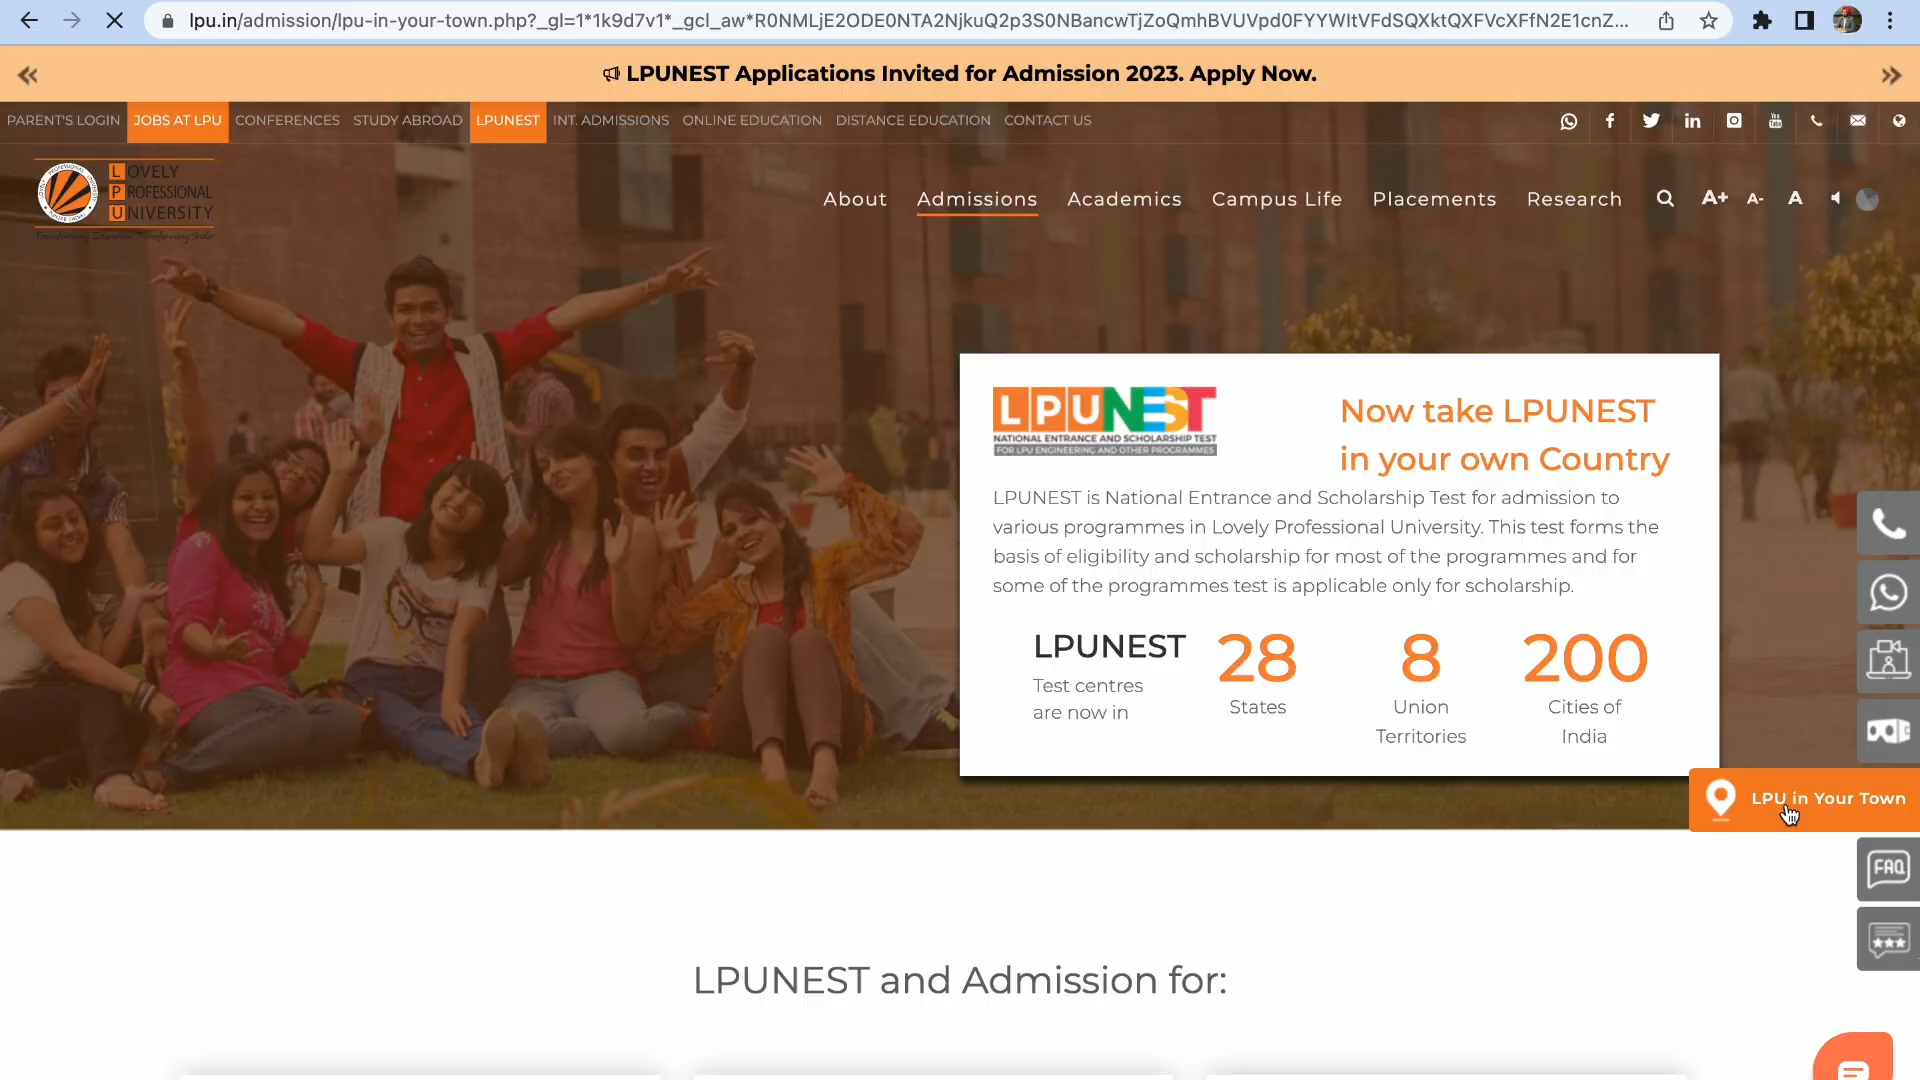 lpu.in/admission/lpu-in-your-town.php?_gl=1*1k9d7v1*_gcl_aw*R0NMLjE2ODE0NTA2NjkuQ2p3S0NBancwTjZoQmhBVUVpd0FYYWltVFdSQXktQXFVcXFfN2E1cnZ...
LPUNEST Applications Invited for Admission 2023. Apply Now.
PARENT'S LOGIN JOBS AT LPU CONFERENCES STUDY ABROAD LPUNEST INT. ADMISSIONS ONLINE EDUCATION DISTANCE EDUCATION CONTACT US
LOVELY
PROFESSIONAL
UNIVERSITY
Transforming Education Transforming India
About Admissions Academics Campus Life Placements Research A+ A- A
LPUNEST
NATIONAL ENTRANCE AND SCHOLARSHIP TEST
FOR LPU ENGINEERING AND OTHER PROGRAMMES
Now take LPUNEST
in your own Country
LPUNEST is National Entrance and Scholarship Test for admission to
various programmes in Lovely Professional University. This test forms the
basis of eligibility and scholarship for most of the programmes and for
some of the programmes test is applicable only for scholarship.
LPUNEST
Test centres
are now in
28
States
8
Union
Territories
200
Cities of
India
LPU in Your Town
FAQ
LPUNEST and Admission for: